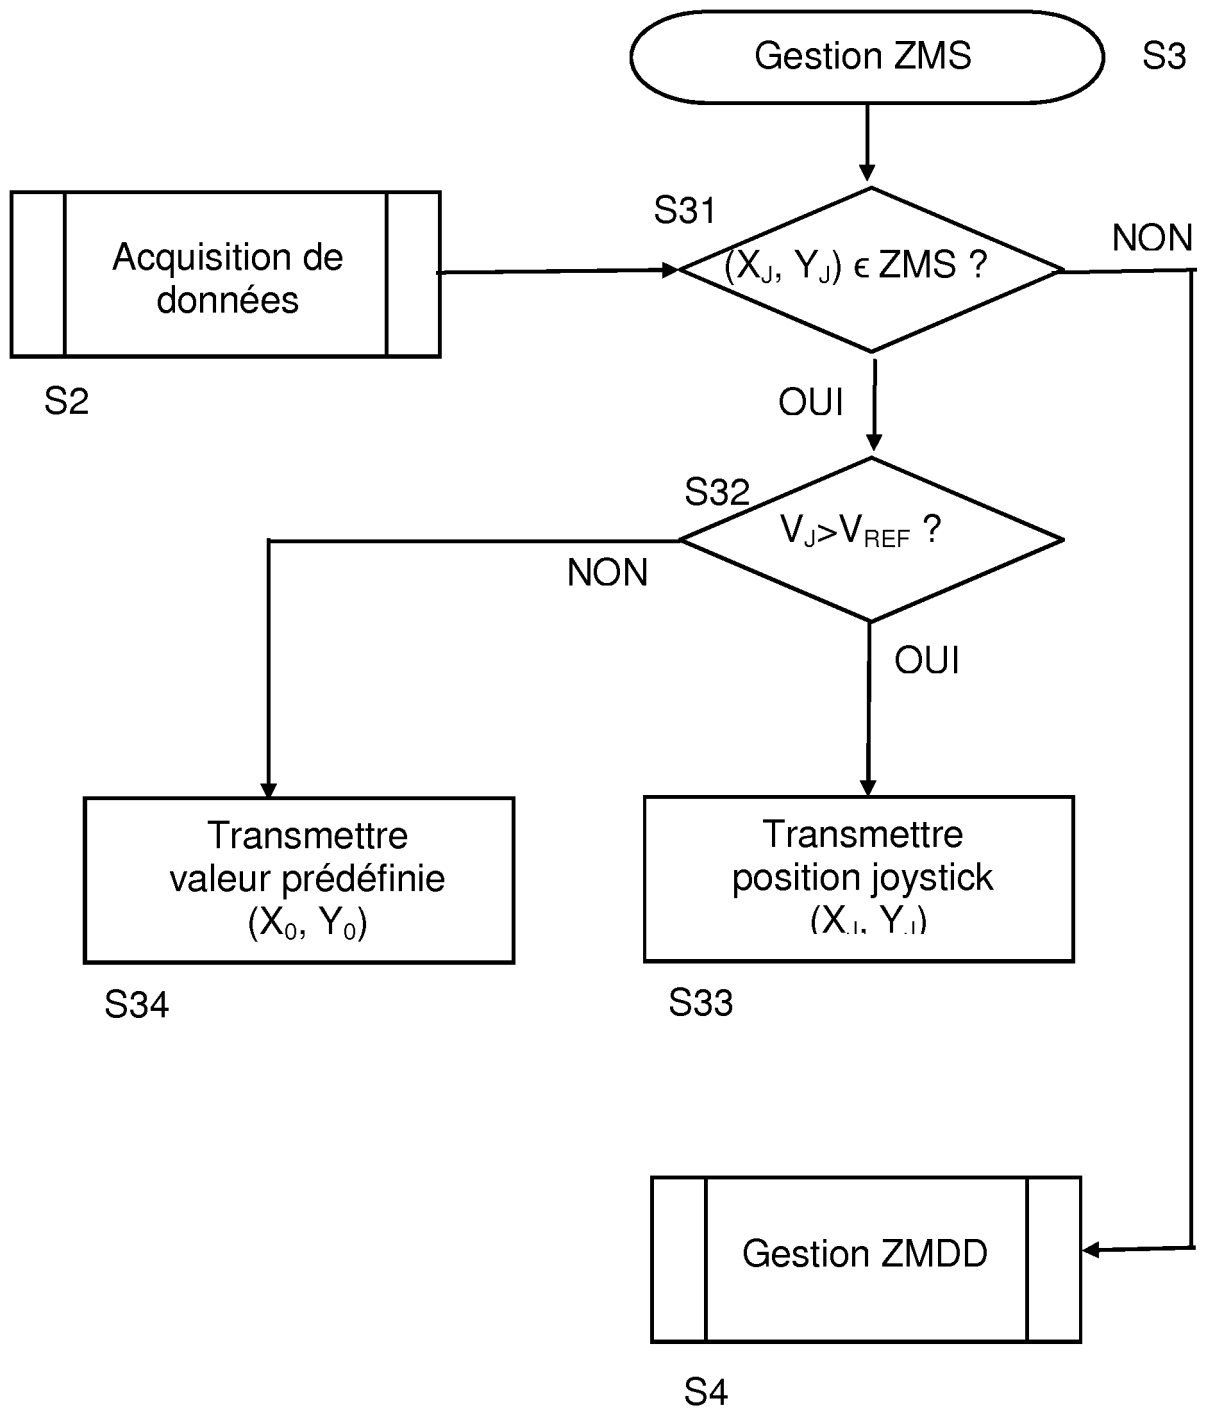 Gestion ZMS
S3
S31
(XJ, YJ) ϵ ZMS ?
NON
Acquisition de
données
S2
OUI
S32
VJ>VREF ?
NON
OUI
Transmettre
valeur prédéfinie
(X0, Y0)
S34
Transmettre
position joystick
(XJ, YJ)
S33
Gestion ZMDD
S4